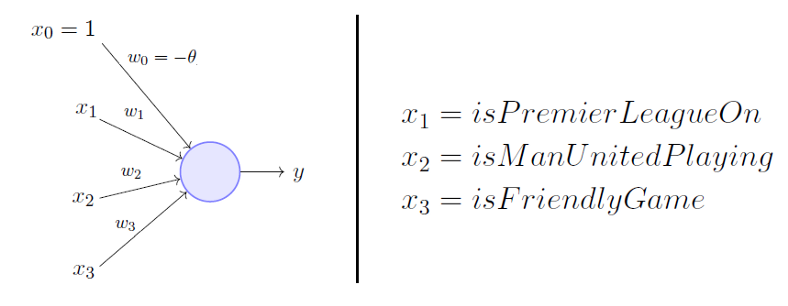 x₀ = 1
w₀ = −θ
x₁
w₁
w₂
x₂
y
w₃
x₃
x₁ = isPremierLeagueOn
x₂ = isManUnitedPlaying
x₃ = isFriendlyGame